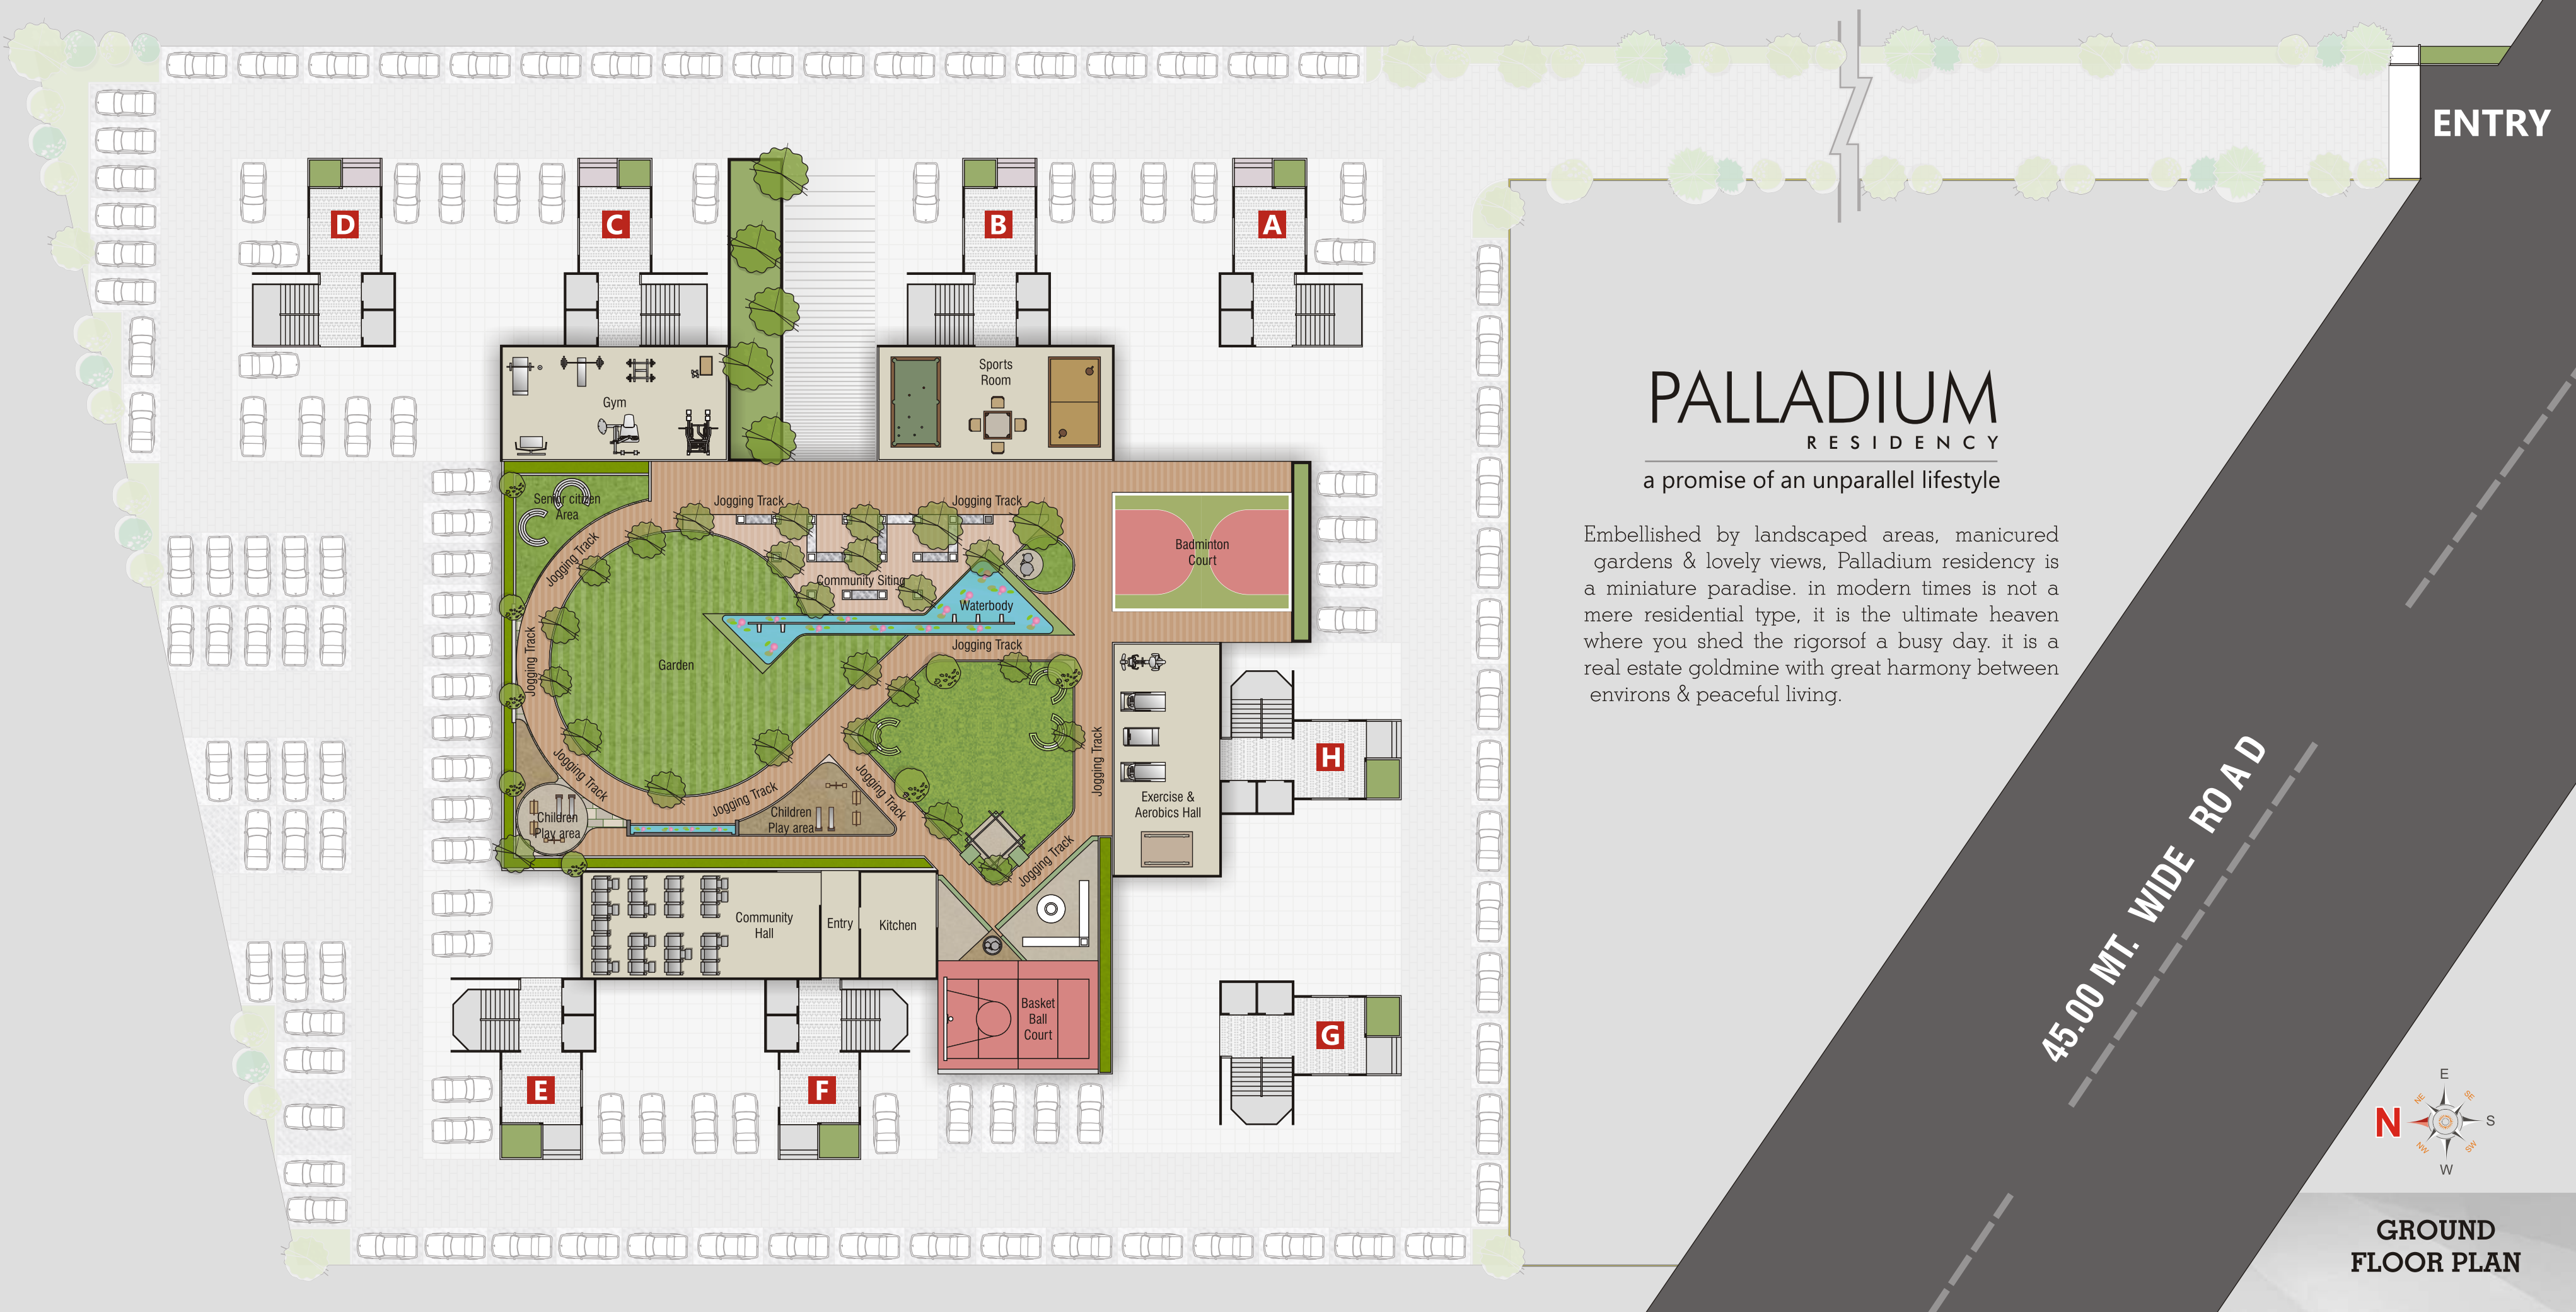 ENTRY
D
C
B
A
Sports
Room
Gym
PALLADIUM
RESIDENCY
a promise of an unparallel lifestyle
Senior citizen
Area
Jogging Track
Jogging Track
Jogging Track
Badminton
Court
Community Siting
Waterbody
Embellished by landscaped areas, manicured
gardens & lovely views, Palladium residency is
a miniature paradise. in modern times is not a
mere residential type, it is the ultimate heaven
where you shed the rigorsof a busy day. it is a
real estate goldmine with great harmony between
environs & peaceful living.
Jogging Track
Jogging Track
Garden
Jogging Track
H
Jogging Track
Jogging Track
Jogging Track
Exercise &
Aerobics Hall
Children
Play area
Children
Play area
Jogging Track
45.00 MT. WIDE ROAD
Community
Hall
Entry
Kitchen
Basket
Ball
Court
G
E
F
E
NE
SE
N
S
NW
SW
W
GROUND
FLOOR PLAN